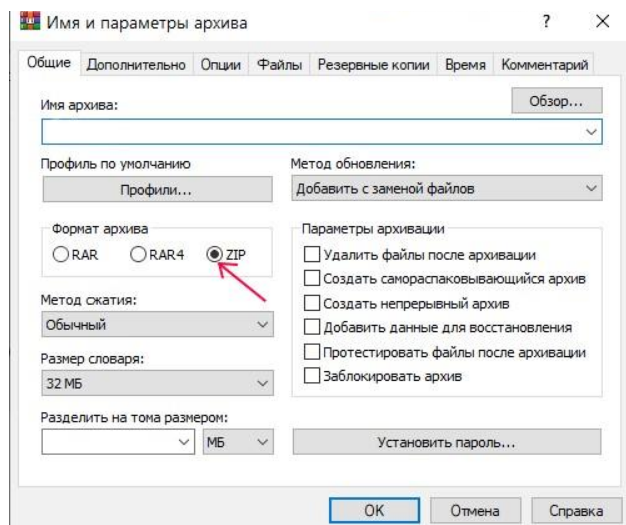 Имя и параметры архива
Общие Дополнительно Опции Файлы Резервные копии Время Комментарий
Имя архива:
Обзор...
Профиль по умолчанию
Профили...
Метод обновления:
Добавить с заменой файлов
Формат архива
RAR RAR4 ZIP
Метод сжатия:
Обычный
Размер словаря:
32 МБ
Разделить на тома размером:
МБ
Параметры архивации
Удалить файлы после архивации
Создать самораспаковывающийся архив
Создать непрерывный архив
Добавить данные для восстановления
Протестировать файлы после архивации
Заблокировать архив
Установить пароль...
OK Отмена Справка